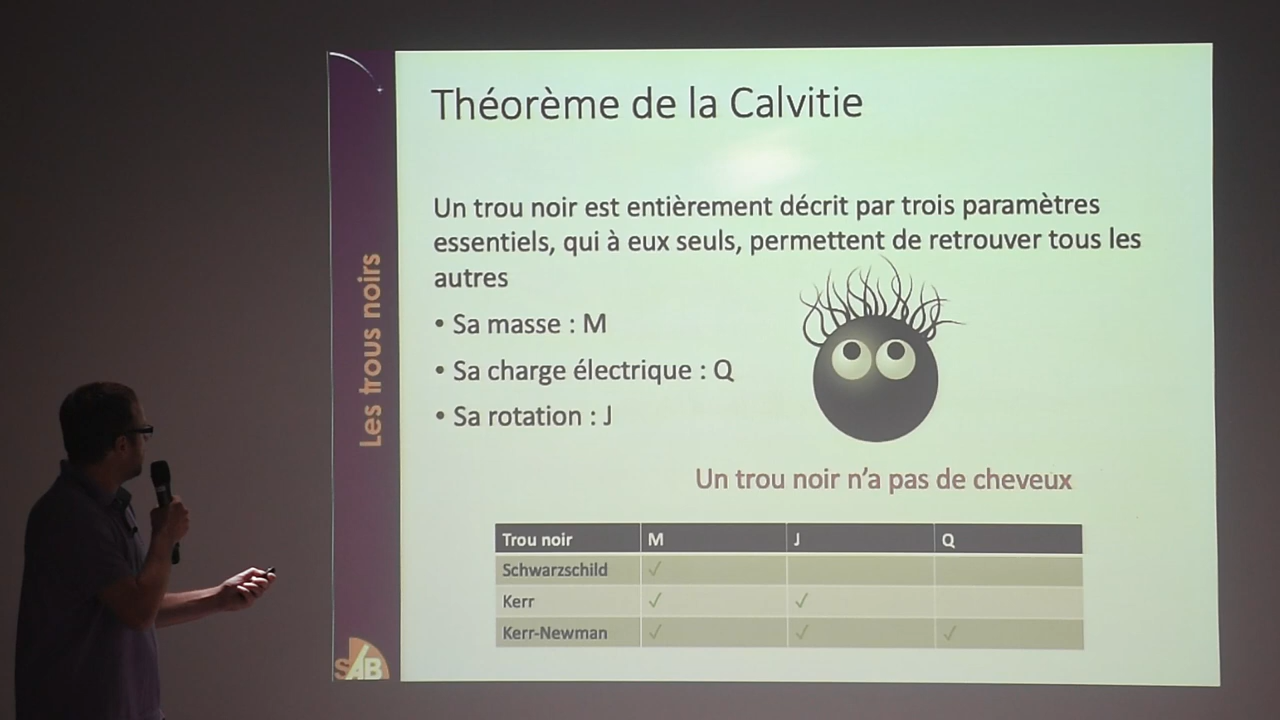 Théorème de la Calvitie
Un trou noir est entièrement décrit par trois paramètres
essentiels, qui à eux seuls, permettent de retrouver tous les
autres
• Sa masse : M
• Sa charge électrique : Q
• Sa rotation : J
Un trou noir n'a pas de cheveux
Trou noir M J Q
Schwarzschild ✓
Kerr ✓ ✓
Kerr-Newman ✓ ✓ ✓
Les trous noirs
SAB